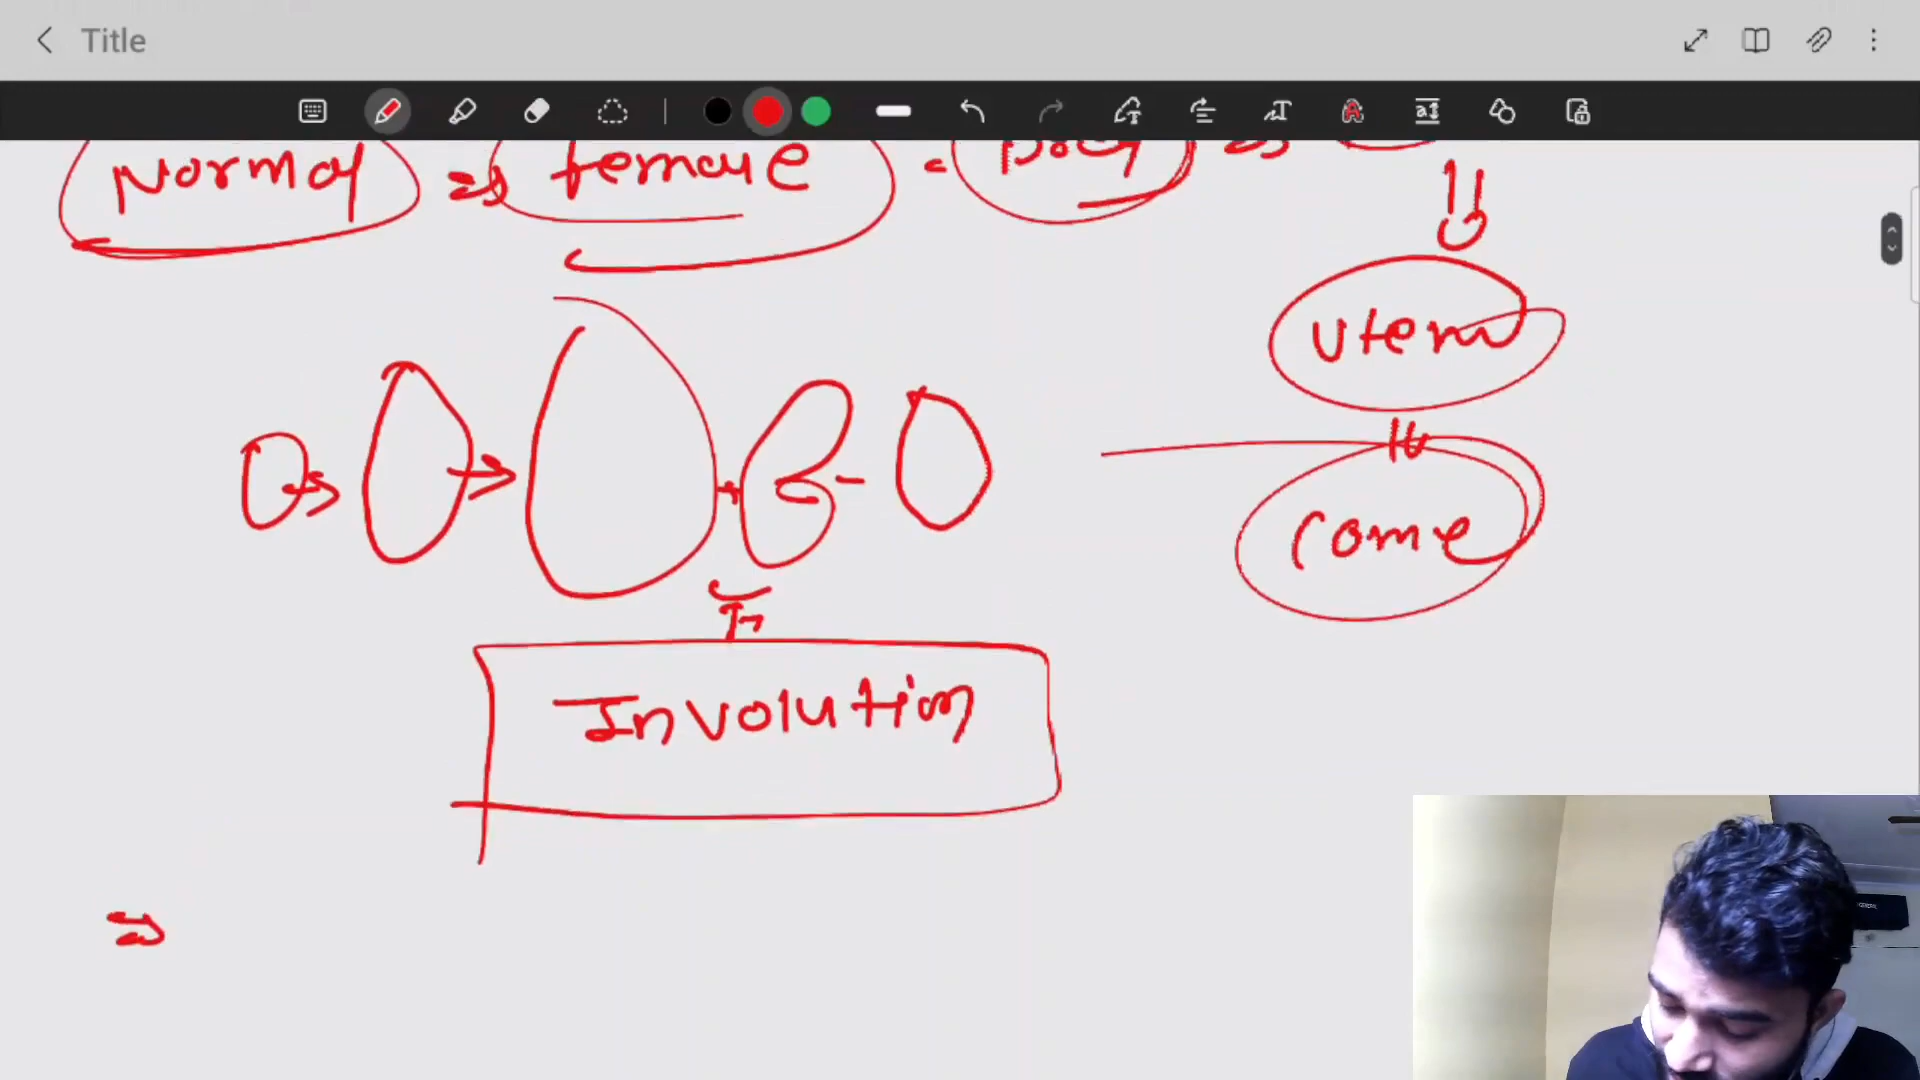 Title
Normal ⇒ female
Utem
Come
Involution
⇒